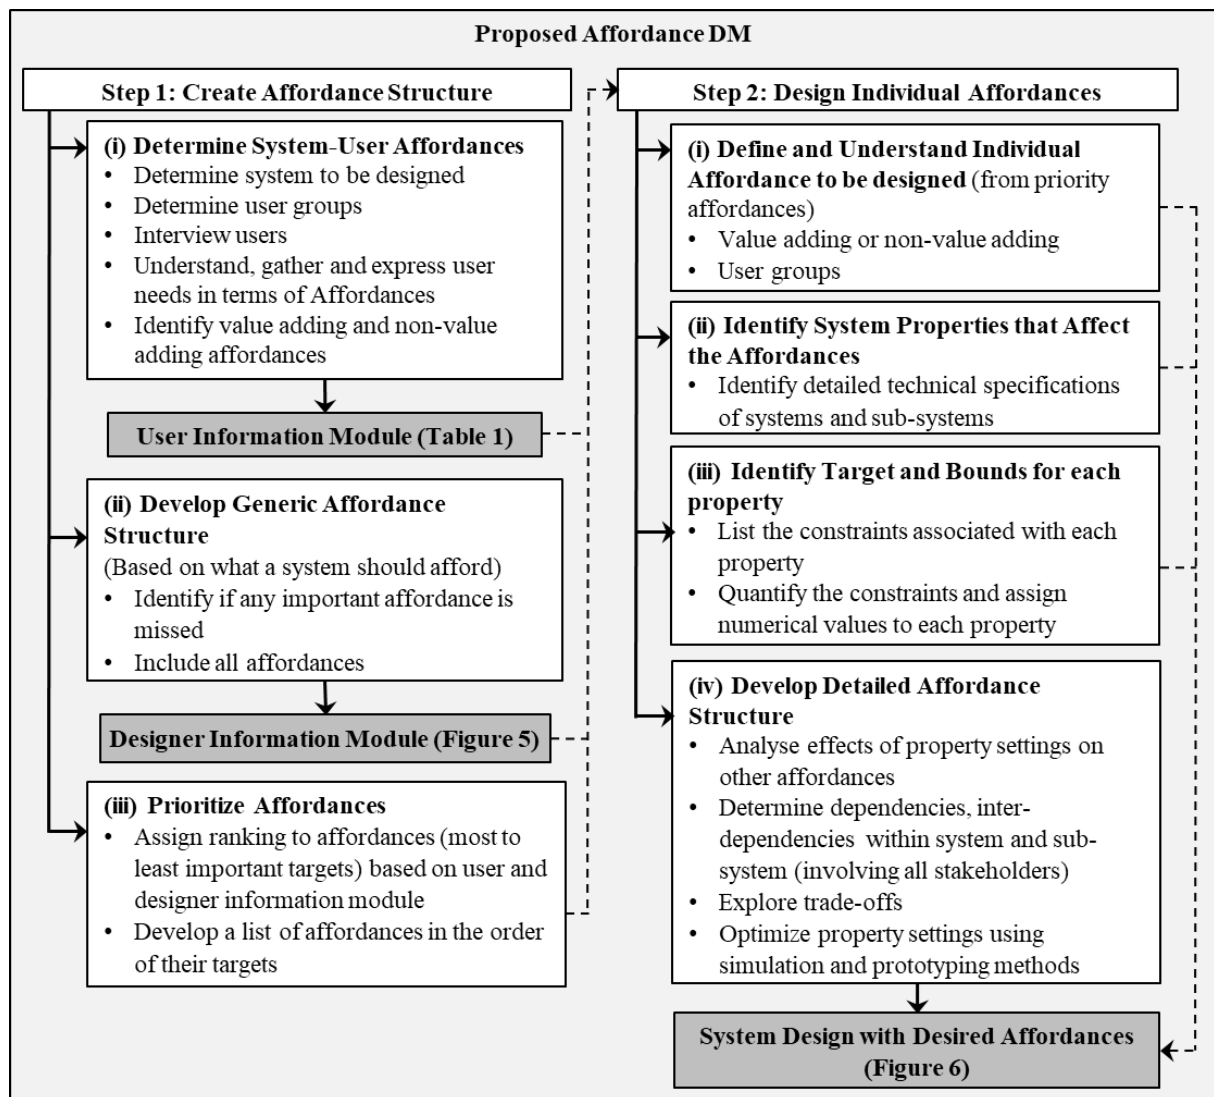 Proposed Affordance DM
Step 1: Create Affordance Structure
(i) Determine System-User Affordances
• Determine system to be designed
• Determine user groups
• Interview users
• Understand, gather and express user
needs in terms of Affordances
• Identify value adding and non-value
adding affordances
User Information Module (Table 1)
(ii) Develop Generic Affordance
Structure
(Based on what a system should afford)
• Identify if any important affordance is
missed
• Include all affordances
Designer Information Module (Figure 5)
(iii) Prioritize Affordances
• Assign ranking to affordances (most to
least important targets) based on user and
designer information module
• Develop a list of affordances in the order
of their targets
Step 2: Design Individual Affordances
(i) Define and Understand Individual
Affordance to be designed (from priority
affordances)
• Value adding or non-value adding
• User groups
(ii) Identify System Properties that Affect
the Affordances
• Identify detailed technical specifications
of systems and sub-systems
(iii) Identify Target and Bounds for each
property
• List the constraints associated with each
property
• Quantify the constraints and assign
numerical values to each property
(iv) Develop Detailed Affordance
Structure
• Analyse effects of property settings on
other affordances
• Determine dependencies, inter-
dependencies within system and sub-
system (involving all stakeholders)
• Explore trade-offs
• Optimize property settings using
simulation and prototyping methods
System Design with Desired Affordances
(Figure 6)